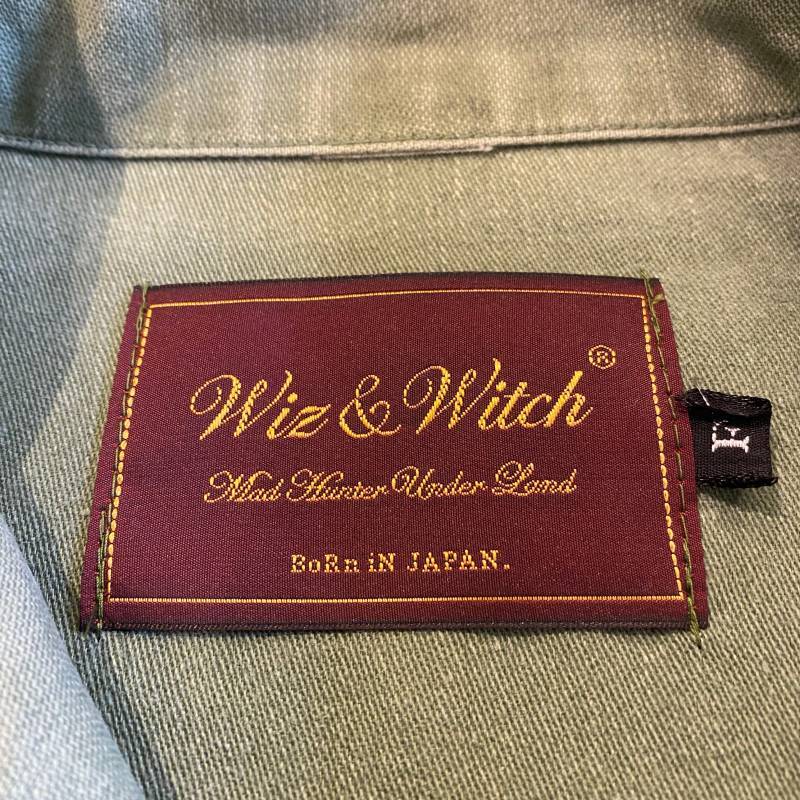 Wiz & Witch ®
Mad Hunter Under Land
BoRn iN JAPAN.